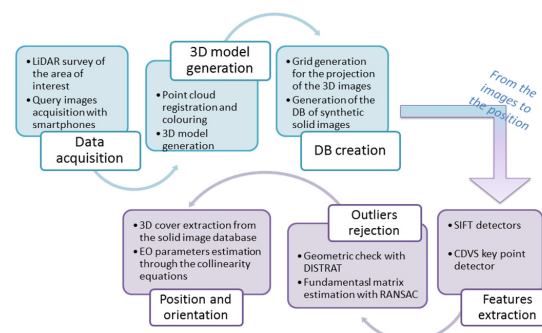 3D model
generation
• LiDAR survey of
the area of
interest
• Query images
acquisition with
smartphones
Data
acquisition
• Point cloud
registration and
colouring
• 3D model
generation
• Grid generation
for the projection
of the 3D images
• Generation of the
DB of synthetic
solid images
DB creation
From the
images to
the position
• SIFT detectors
• CDVS key point
detector
Features
extraction
Outliers
rejection
• Geometric check with
DISTRAT
• Fundamentasl matrix
estimation with RANSAC
• 3D cover extraction from
the solid image database
• EO parameters estimation
through the collinearity
equations
Position and
orientation